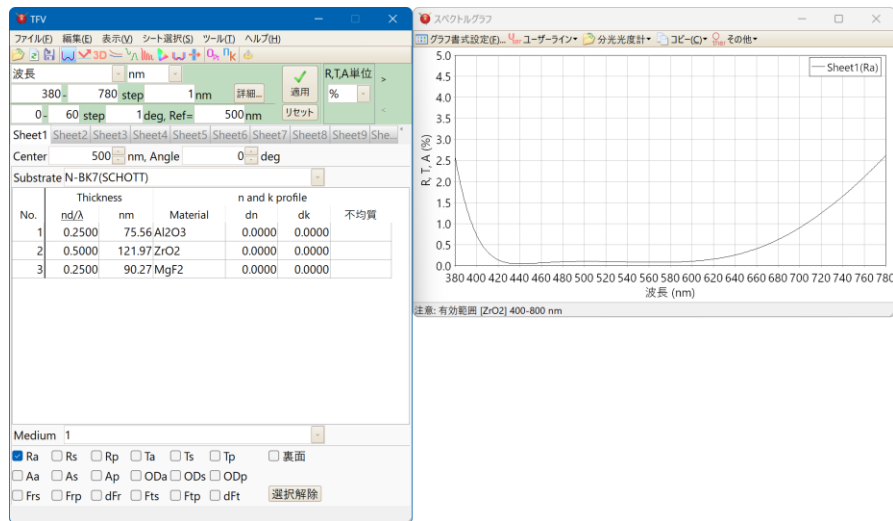 TFV
ファイル(F) 編集(E) 表示(V) シート選択(S) ツール(T) ヘルプ(H)
波長 nm 適用 R,T,A単位 >
380 - 780 step 1 nm 詳細... %
0 - 60 step 1 deg, Ref= 500 nm リセット <
Sheet1 Sheet2 Sheet3 Sheet4 Sheet5 Sheet6 Sheet7 Sheet8 Sheet9 She...
Center 500 nm, Angle 0 deg
Substrate N-BK7(SCHOTT)
Thickness n and k profile
No. nd/λ nm Material dn dk 不均質
1 0.2500 75.56 Al2O3 0.0000 0.0000
2 0.5000 121.97 ZrO2 0.0000 0.0000
3 0.2500 90.27 MgF2 0.0000 0.0000
Medium 1
Ra Rs Rp Ta Ts Tp 裏面
Aa As Ap ODa ODs ODp
Frs Frp dFr Fts Ftp dFt 選択解除
スペクトルグラフ
グラフ書式設定(F)... ユーザーライン 分光光度計 コピー(C) その他
Sheet1(Ra)
R, T, A (%)
5.0
4.5
4.0
3.5
3.0
2.5
2.0
1.5
1.0
0.5
0.0
380 400 420 440 460 480 500 520 540 560 580 600 620 640 660 680 700 720 740 760 780
波長 (nm)
注意: 有効範囲 [ZrO2] 400-800 nm